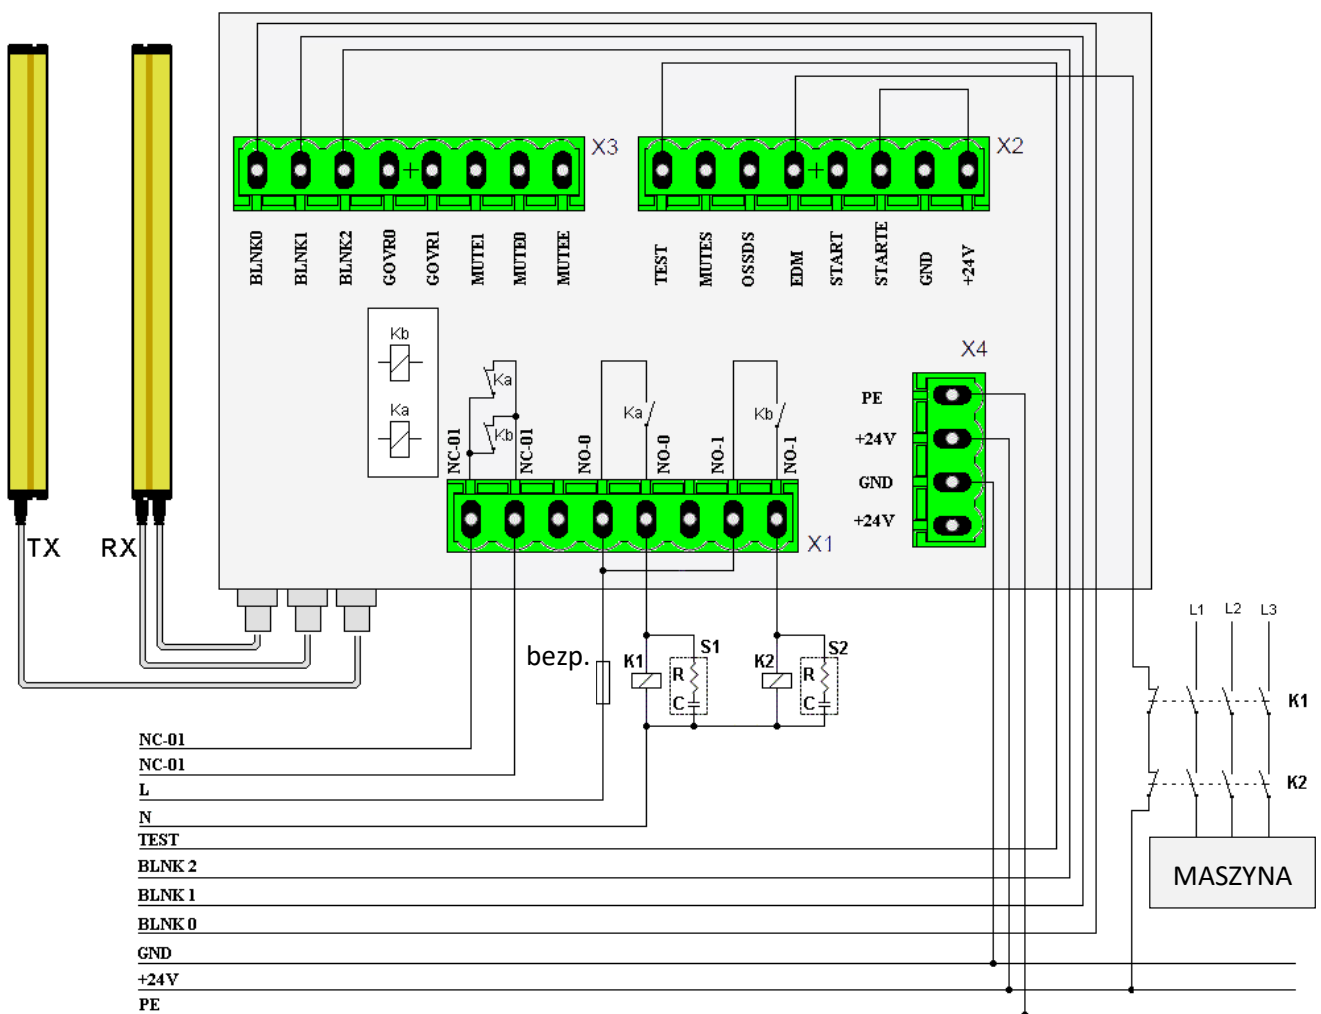 X3
X2
BLNK0
BLNK1
BLNK2
GOVR0
GOVR1
MUTE1
MUTE0
MUTEE
TEST
MUTES
OSSDS
EDM
START
STARTE
GND
+24V
Kb
Ka
Ka
Kb
Ka
Kb
NC-01
NC-01
NO-0
NO-0
NO-1
NO-1
X1
X4
PE
+24V
GND
+24V
TX
RX
bezp.
K1
S1
R
C
K2
S2
R
C
L1
L2
L3
K1
K2
MASZYNA
NC-01
NC-01
L
N
TEST
BLNK 2
BLNK 1
BLNK 0
GND
+24V
PE